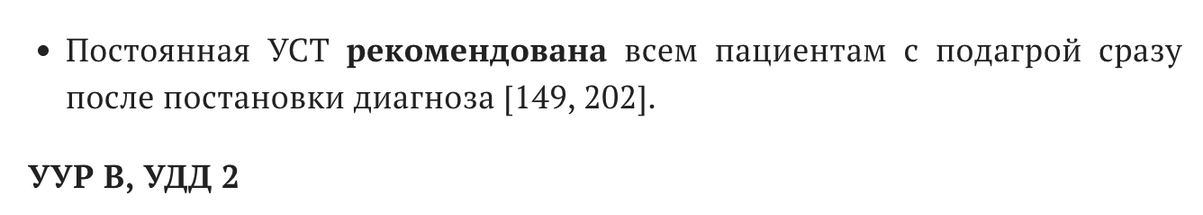 • Постоянная УСТ рекомендована всем пациентам с подагрой сразу
после постановки диагноза [149, 202].
УУР B, УДД 2